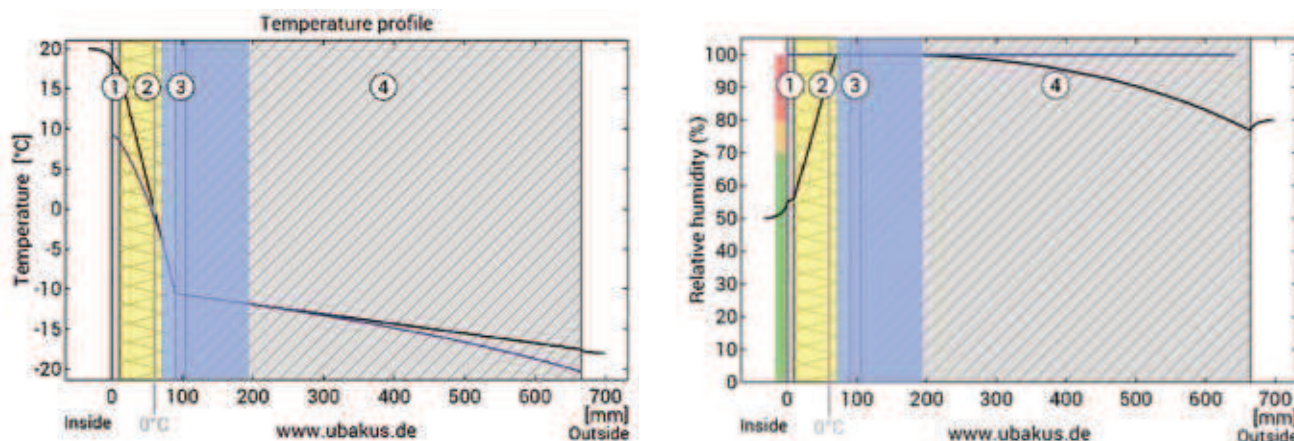 Temperature profile
Temperature [°C]
20
15
10
5
0
-5
-10
-15
-20
1 2 3 4
0 100 200 300 400 500 600 700
[mm]
Inside 0°C www.ubakus.de Outside
Relative humidity (%)
100
90
80
70
60
50
40
30
20
10
0
1 2 3 4
0 100 200 300 400 500 600 700
[mm]
Inside 0°C www.ubakus.de Outside